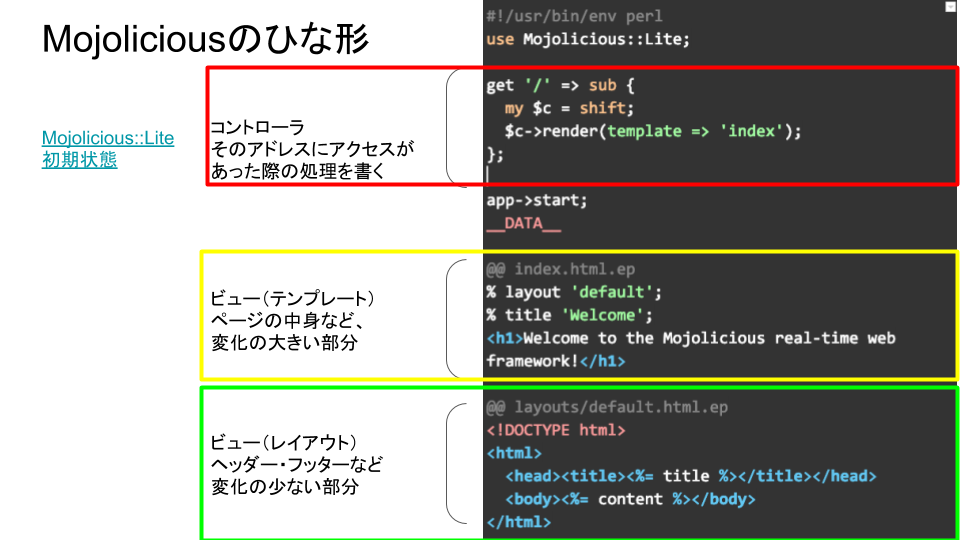 Mojoliciousのひな形
Mojolicious::Lite
初期状態
コントローラ
そのアドレスにアクセスが
あった際の処理を書く
ビュー（テンプレート）
ページの中身など、
変化の大きい部分
ビュー（レイアウト）
ヘッダー・フッターなど
変化の少ない部分
#!/usr/bin/env perl
use Mojolicious::Lite;
get '/' => sub {
  my $c = shift;
  $c->render(template => 'index');
};
app->start;
__DATA__
@@ index.html.ep
% layout 'default';
% title 'Welcome';
<h1>Welcome to the Mojolicious real-time web
framework!</h1>
@@ layouts/default.html.ep
<!DOCTYPE html>
<html>
  <head><title><%= title %></title></head>
  <body><%= content %></body>
</html>